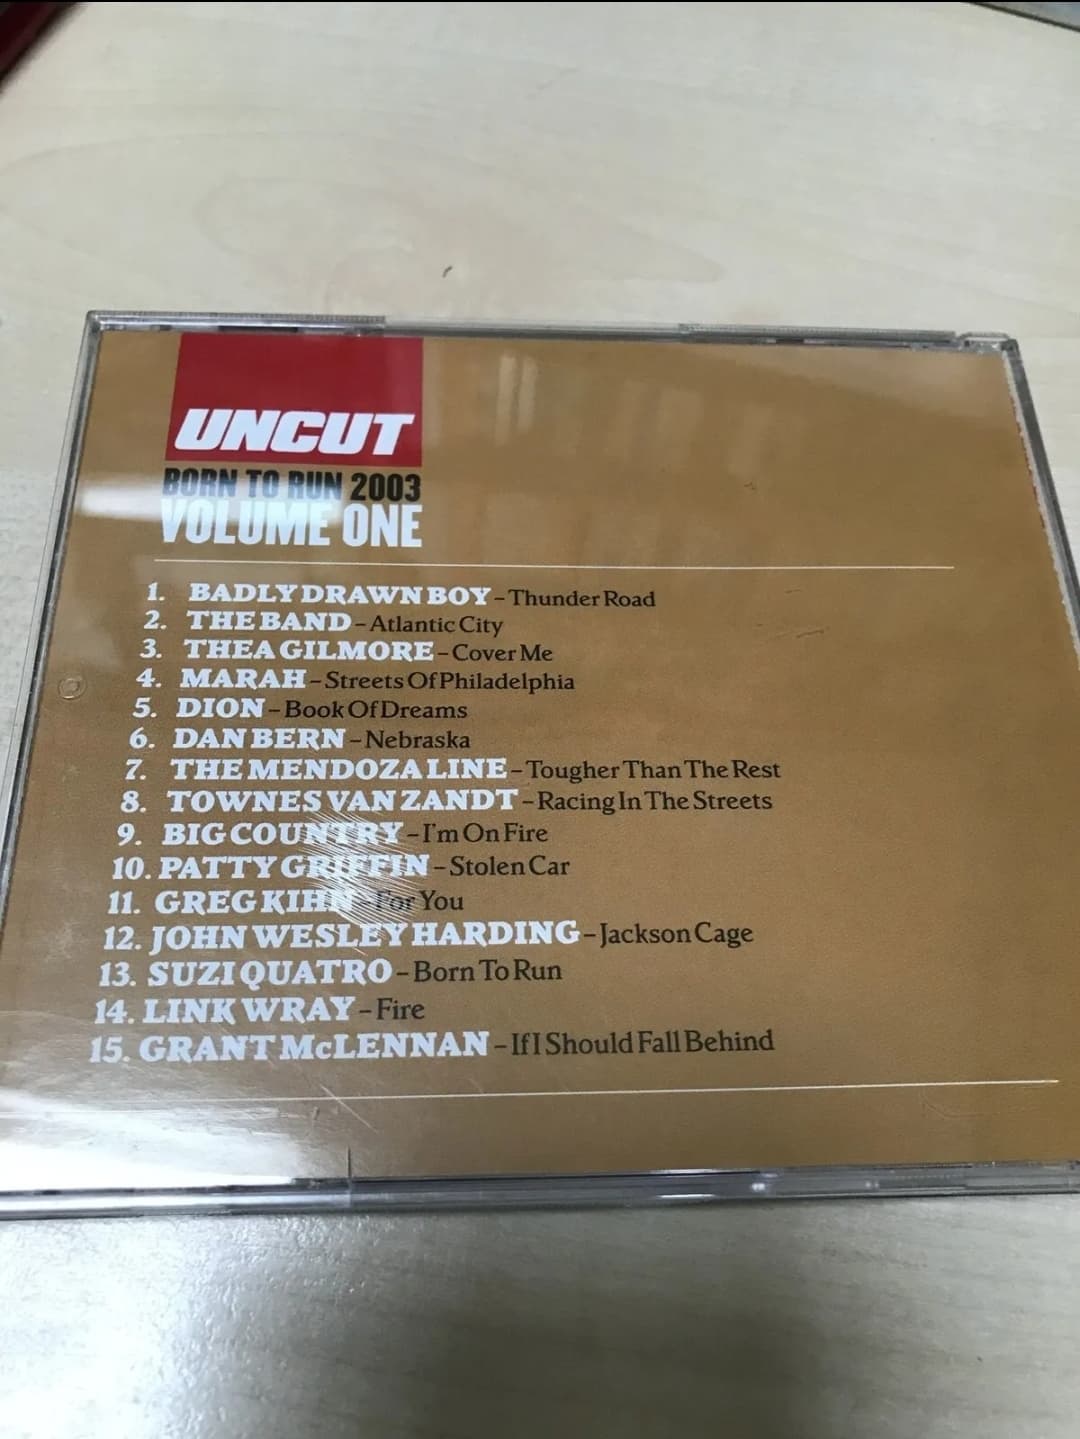 UNCUT
BORN TO RUN 2003
VOLUME ONE
1. BADLY DRAWN BOY – Thunder Road
2. THE BAND – Atlantic City
3. THEA GILMORE – Cover Me
4. MARAH – Streets Of Philadelphia
5. DION – Book Of Dreams
6. DAN BERN – Nebraska
7. THE MENDOZA LINE – Tougher Than The Rest
8. TOWNES VAN ZANDT – Racing In The Streets
9. BIG COUNTRY – I'm On Fire
10. PATTY GRIFFIN – Stolen Car
11. GREG KIHN – For You
12. JOHN WESLEY HARDING – Jackson Cage
13. SUZI QUATRO – Born To Run
14. LINK WRAY – Fire
15. GRANT McLENNAN – If I Should Fall Behind